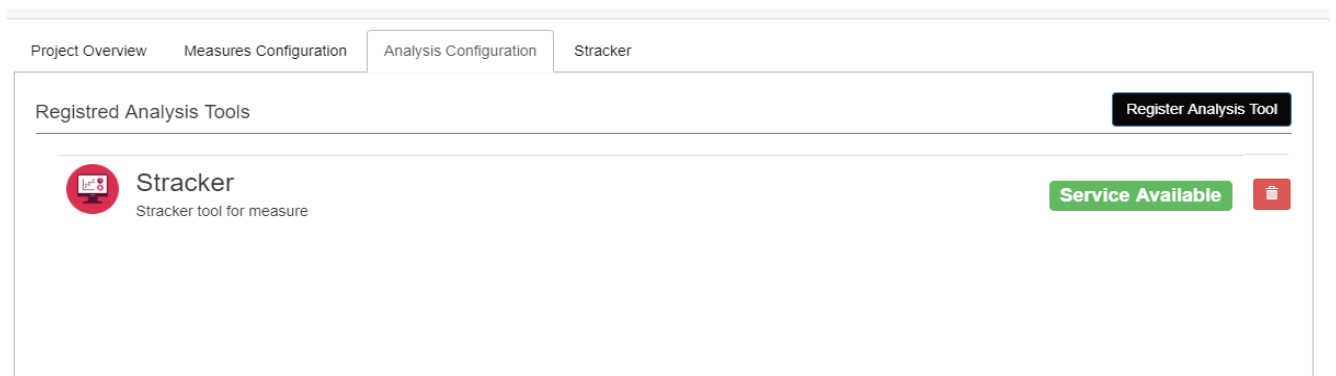 Project Overview Measures Configuration Analysis Configuration Stracker
Registred Analysis Tools Register Analysis Tool
Stracker
Service Available
Stracker tool for measure